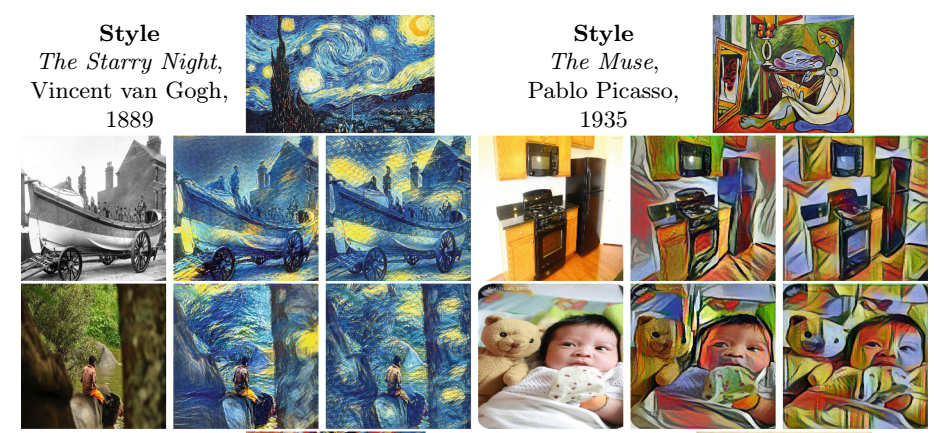 Style
The Starry Night,
Vincent van Gogh,
1889
Style
The Muse,
Pablo Picasso,
1935